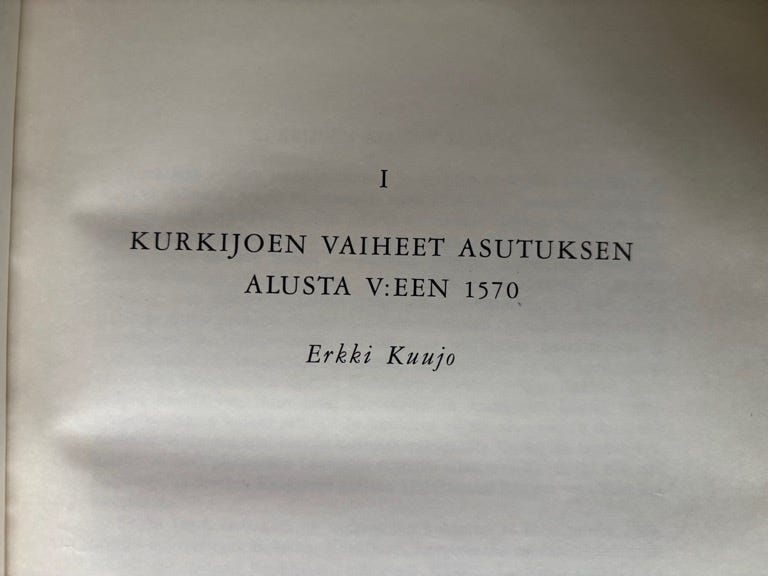 I
KURKIJOEN VAIHEET ASUTUKSEN
ALUSTA V:EEN 1570
Erkki Kuujo